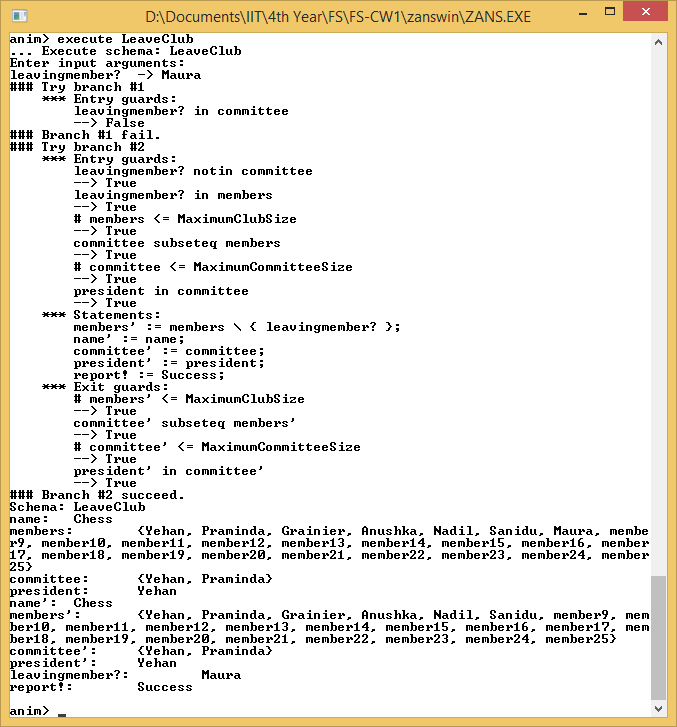 D:\Documents\IIT\4th Year\FS\FS-CW1\zanswin\ZANS.EXE
anim> execute LeaveClub
... Execute schema: LeaveClub
Enter input arguments:
leavingmember?  -> Maura
### Try branch #1
    *** Entry guards:
        leavingmember? in committee
        --> False
### Branch #1 fail.
### Try branch #2
    *** Entry guards:
        leavingmember? notin committee
        --> True
        leavingmember? in members
        --> True
        # members <= MaximumClubSize
        --> True
        committee subseteq members
        --> True
        # committee <= MaximumCommitteeSize
        --> True
        president in committee
        --> True
    *** Statements:
        members' := members \ { leavingmember? };
        name' := name;
        committee' := committee;
        president' := president;
        report! := Success;
    *** Exit guards:
        # members' <= MaximumClubSize
        --> True
        committee' subseteq members'
        --> True
        # committee' <= MaximumCommitteeSize
        --> True
        president' in committee'
        --> True
### Branch #2 succeed.
Schema: LeaveClub
name:   Chess
members:        {Yehan, Praminda, Grainier, Anushka, Nadil, Sanidu, Maura, membe
r9, member10, member11, member12, member13, member14, member15, member16, member
17, member18, member19, member20, member21, member22, member23, member24, member
25}
committee:      {Yehan, Praminda}
president:      Yehan
name':  Chess
members':       {Yehan, Praminda, Grainier, Anushka, Nadil, Sanidu, member9, mem
ber10, member11, member12, member13, member14, member15, member16, member17, mem
ber18, member19, member20, member21, member22, member23, member24, member25}
committee':     {Yehan, Praminda}
president':     Yehan
leavingmember?:         Maura
report!:        Success
anim> _